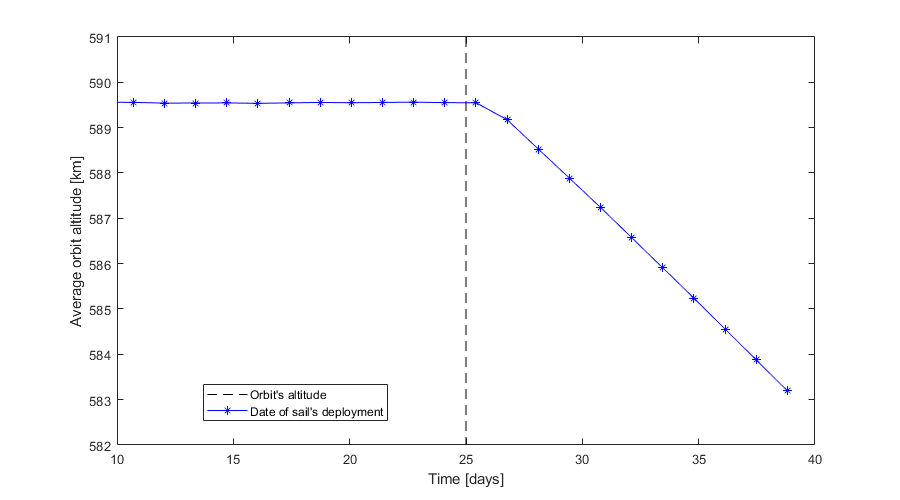 591
590
589
588
587
586
585
584
583
582
Average orbit altitude [km]
Orbit's altitude
Date of sail's deployment
10 15 20 25 30 35 40
Time [days]